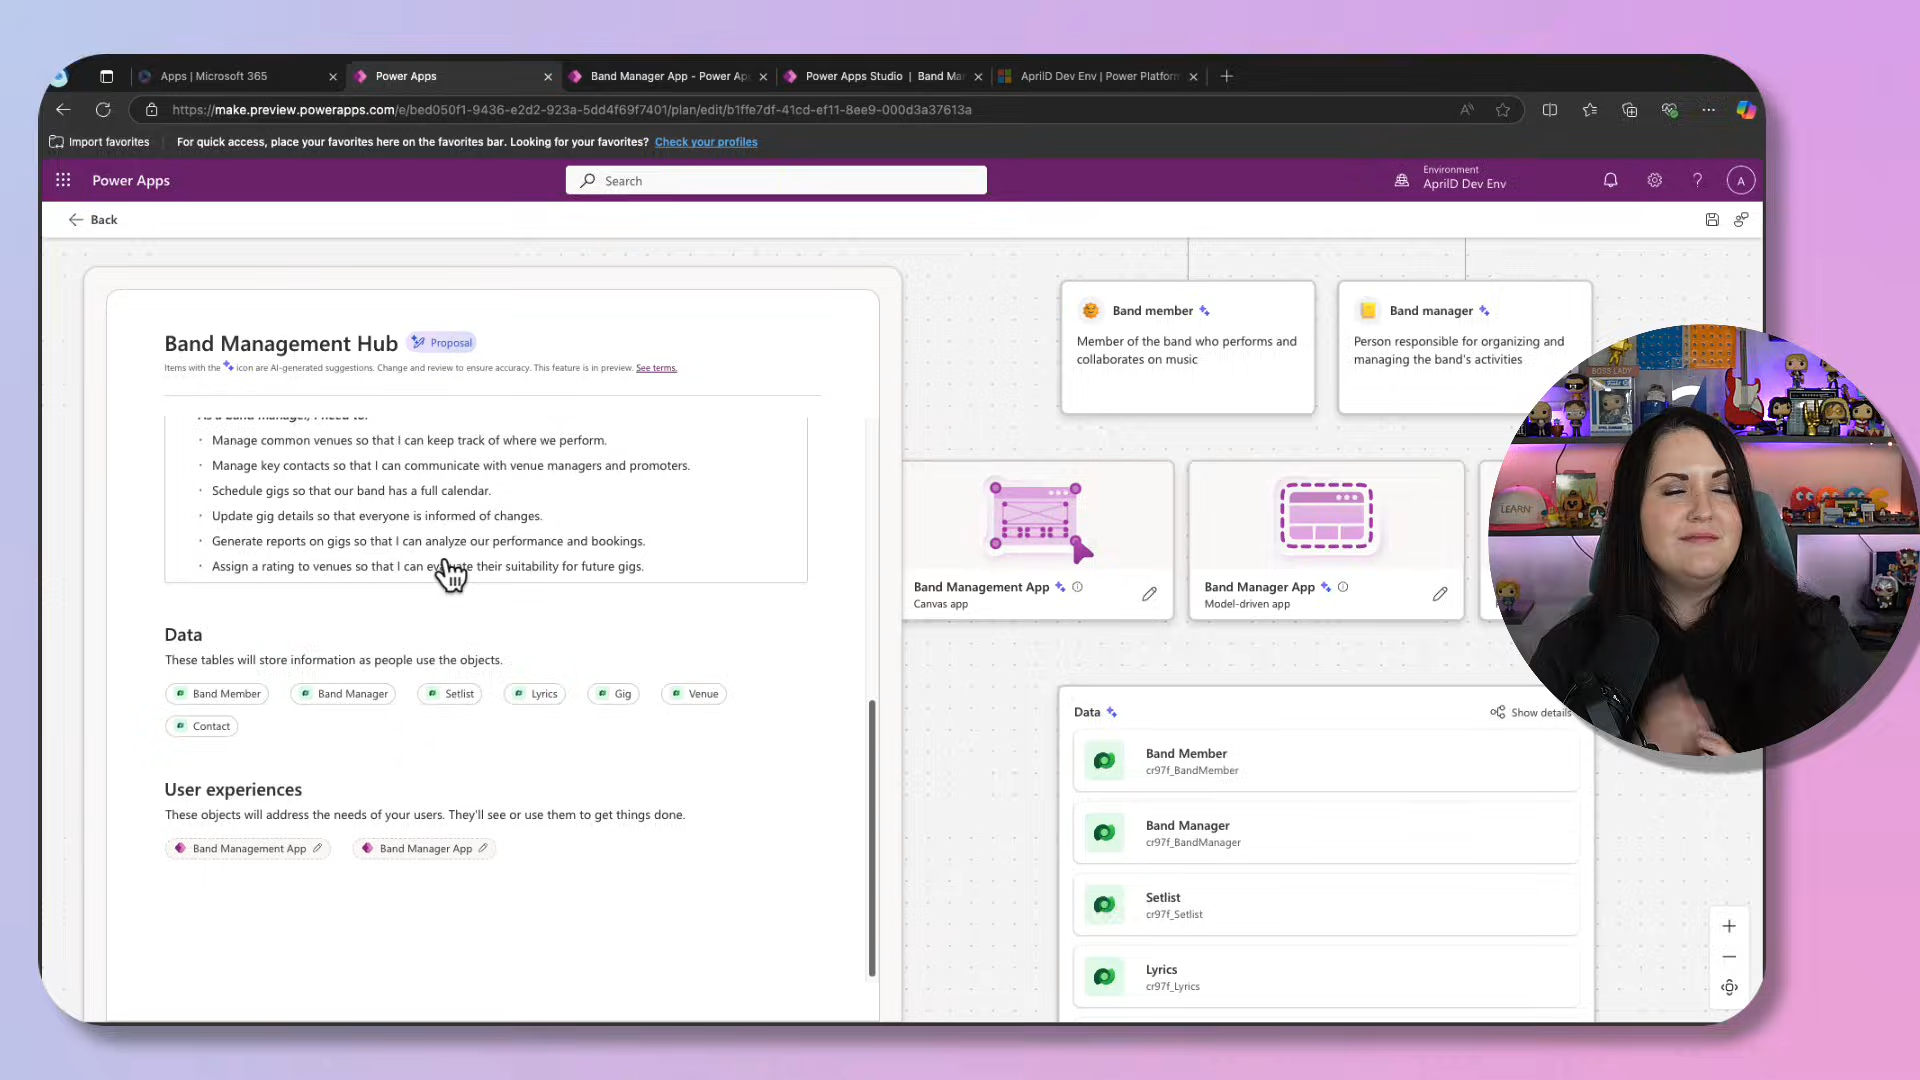 Apps | Microsoft 365
Power Apps
Band Manager App - Power Ap
Power Apps Studio | Band Ma
AprilD Dev Env | Power Platform
https://make.preview.powerapps.com/e/bed050f1-9436-e2d2-923a-5dd4f69f7401/plan/edit/b1ffe7df-41cd-ef11-8ee9-000d3a37613a
Import favorites
For quick access, place your favorites here on the favorites bar. Looking for your favorites? Check your profiles
Power Apps
Search
Environment
AprilD Dev Env
A
Back
Band Management Hub
Proposal
Items with the icon are AI-generated suggestions. Change and review to ensure accuracy. This feature is in preview. See terms.
As a band manager, I need to:
· Manage common venues so that I can keep track of where we perform.
· Manage key contacts so that I can communicate with venue managers and promoters.
· Schedule gigs so that our band has a full calendar.
· Update gig details so that everyone is informed of changes.
· Generate reports on gigs so that I can analyze our performance and bookings.
· Assign a rating to venues so that I can evaluate their suitability for future gigs.
Data
These tables will store information as people use the objects.
Band Member
Band Manager
Setlist
Lyrics
Gig
Venue
Contact
User experiences
These objects will address the needs of your users. They'll see or use them to get things done.
Band Management App
Band Manager App
Band member
Member of the band who performs and
collaborates on music
Band manager
Person responsible for organizing and
managing the band's activities
Band Management App
Canvas app
Band Manager App
Model-driven app
Data
Show details
Band Member
cr97f_BandMember
Band Manager
cr97f_BandManager
Setlist
cr97f_Setlist
Lyrics
cr97f_Lyrics
BOSS LADY
LEARN